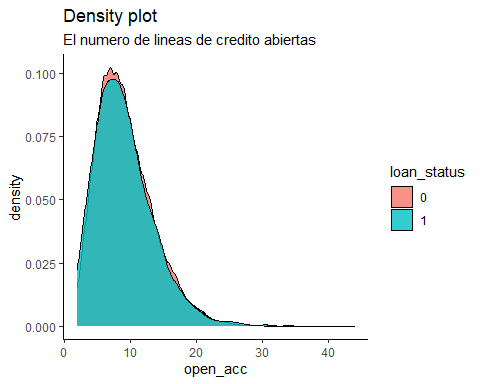 Density plot
El numero de lineas de credito abiertas
0.100
0.075
0.050
0.025
0.000
density
0
10
20
30
40
open_acc
loan_status
0
1